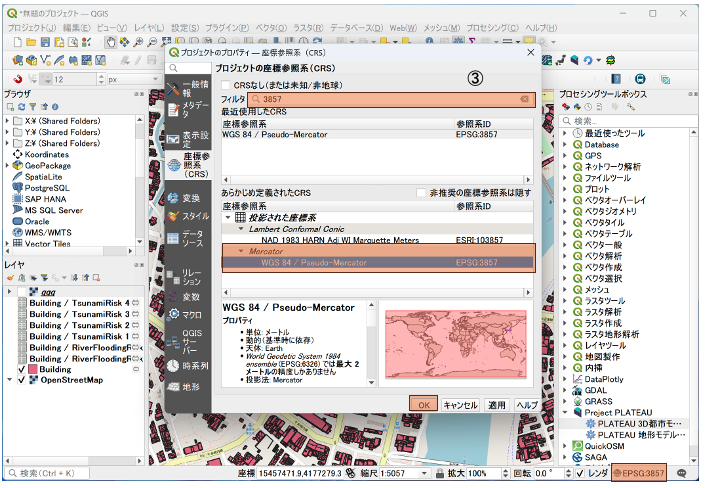 *無題のプロジェクト — QGIS
プロジェクト(J) 編集(E) ビュー(V) レイヤ(L) 設定(S) プラグイン(P) ベクタ(O) ラスタ(R) データベース(D) Web(W) メッシュ(M) プロセシング(C) ヘルプ(H)
12
px
ブラウザ
X:¥ (Shared Folders)
Y:¥ (Shared Folders)
Z:¥ (Shared Folders)
Koordinates
GeoPackage
SpatiaLite
PostgreSQL
SAP HANA
MS SQL Server
Oracle
WMS/WMTS
Vector Tiles
レイヤ
qgg
Building / TsunamiRisk 4
Building / TsunamiRisk 3
Building / TsunamiRisk 2
Building / TsunamiRisk 1
Building / RiverFloodingR
Building / RiverFloodingR
Building
OpenStreetMap
プロジェクトのプロパティ — 座標参照系(CRS)
一般情報
メタデータ
表示設定
座標参照系(CRS)
変換
スタイル
データソース
リレーション
変数
マクロ
QGISサーバー
時系列
地形
プロジェクトの座標参照系(CRS)
③
CRSなし(または未知/非地球)
フィルタ
3857
最近使用したCRS
座標参照系 参照系ID
WGS 84 / Pseudo-Mercator EPSG:3857
あらかじめ定義されたCRS
非推奨の座標参照系は隠す
座標参照系 参照系ID
投影された座標系
Lambert Conformal Conic
NAD 1983 HARN Adj WI Marquette Meters ESRI:103857
Mercator
WGS 84 / Pseudo-Mercator EPSG:3857
WGS 84 / Pseudo-Mercator
プロパティ
• 単位: メートル
• 動的(基準時に依存)
• 天体: Earth
• World Geodetic System 1984
ensemble (EPSG:6326) では最大 2
メートルの精度しかありません
• 投影法: Mercator
OK
キャンセル
適用
ヘルプ
プロセシングツールボックス
検索...
最近使ったツール
Database
GPS
ネットワーク解析
ファイルツール
プロット
ベクタオーバーレイ
ベクタジオメトリ
ベクタタイル
ベクタテーブル
ベクタ一般
ベクタ解析
ベクタ作成
ベクタ選択
メッシュ
ラスタツール
ラスタ解析
ラスタ作成
ラスタ地形解析
レイヤツール
地図製作
内挿
DataPlotly
GDAL
GRASS
Project PLATEAU
PLATEAU 3D都市モ…
PLATEAU 地形モデル…
QuickOSM
SAGA
検索(Ctrl + K)
座標 15457471.9,4177279.3
縮尺 1:5057
拡大 100%
回転 0.0 °
レンダ
EPSG:3857